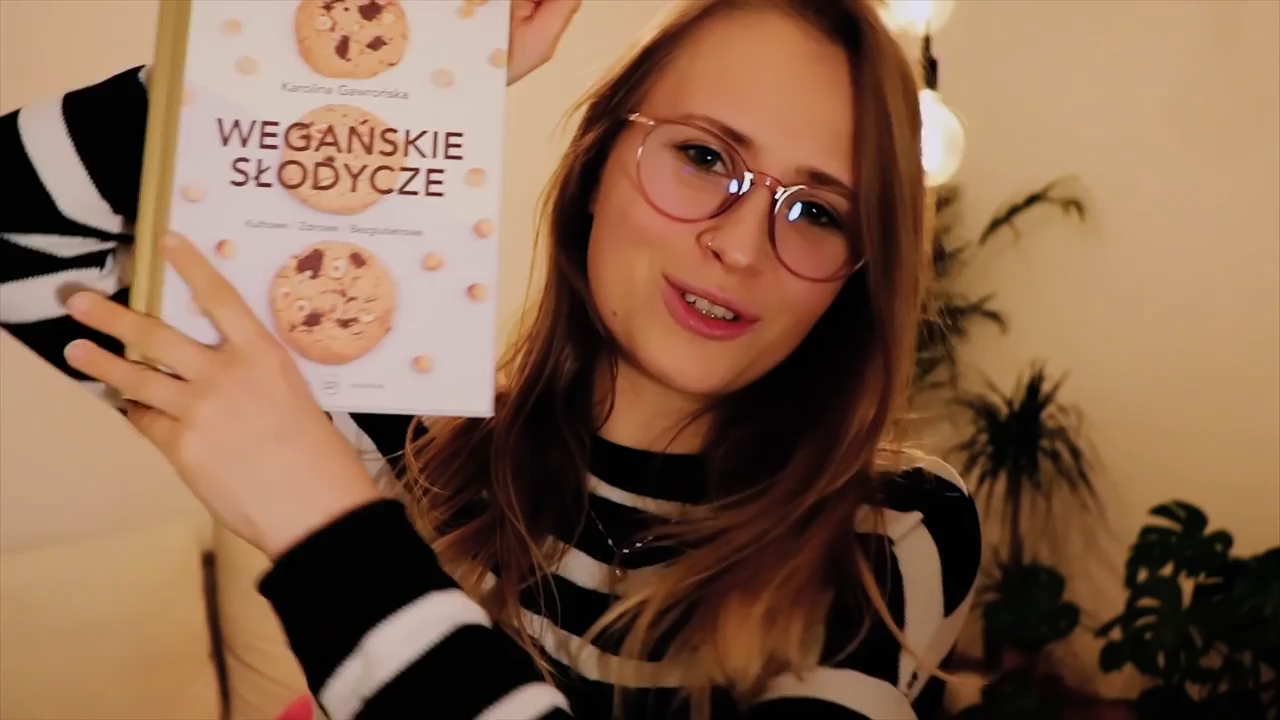 Karolina Gawrońska
WEGAŃSKIE
SŁODYCZE
Kultowe · Zdrowe · Bezglutenowe